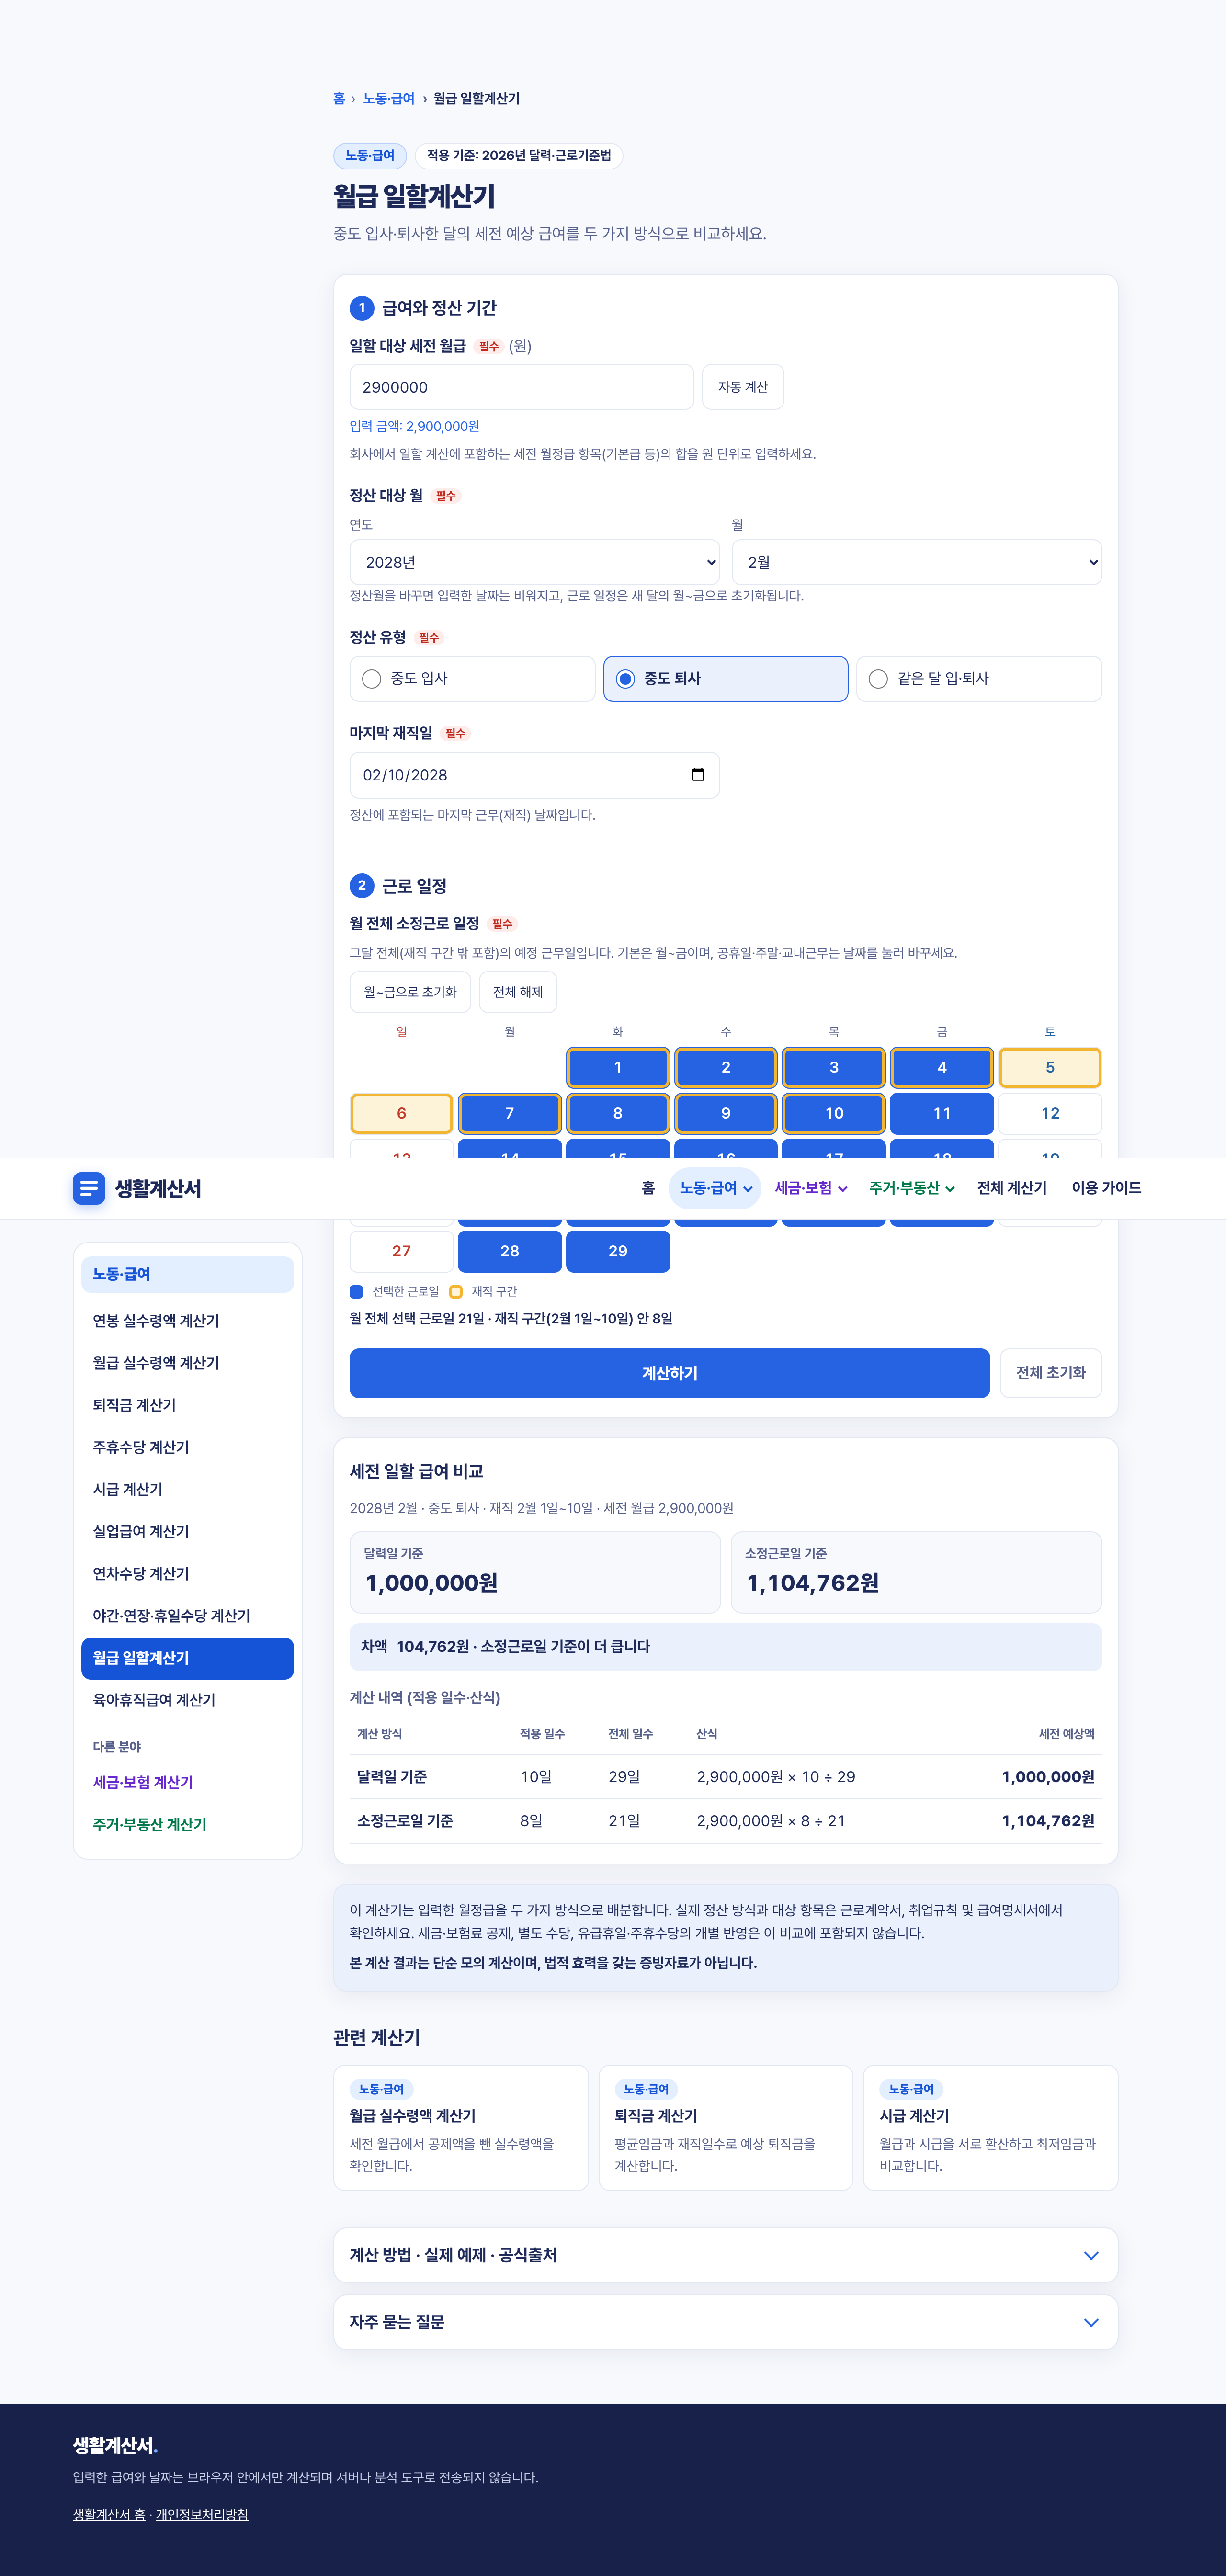 홈 › 노동·급여 › 월급 일할계산기
노동·급여
적용 기준: 2026년 달력·근로기준법
월급 일할계산기
중도 입사·퇴사한 달의 세전 예상 급여를 두 가지 방식으로 비교하세요.
1 급여와 정산 기간
일할 대상 세전 월급 필수 (원)
2900000
자동 계산
입력 금액: 2,900,000원
회사에서 일할 계산에 포함하는 세전 월정급 항목(기본급 등)의 합을 원 단위로 입력하세요.
정산 대상 월 필수
연도 월
2028년 2월
정산월을 바꾸면 입력한 날짜는 비워지고, 근로 일정은 새 달의 월~금으로 초기화됩니다.
정산 유형 필수
중도 입사 중도 퇴사 같은 달 입·퇴사
마지막 재직일 필수
02/10/2028
정산에 포함되는 마지막 근무(재직) 날짜입니다.
2 근로 일정
월 전체 소정근로 일정 필수
그달 전체(재직 구간 밖 포함)의 예정 근무일입니다. 기본은 월~금이며, 공휴일·주말·교대근무는 날짜를 눌러 바꾸세요.
월~금으로 초기화 전체 해제
일 월 화 수 목 금 토
1 2 3 4 5
6 7 8 9 10 11 12
생활계산서
홈 노동·급여 세금·보험 주거·부동산 전체 계산기 이용 가이드
27 28 29
선택한 근로일 재직 구간
월 전체 선택 근로일 21일 · 재직 구간(2월 1일~10일) 안 8일
계산하기 전체 초기화
노동·급여
연봉 실수령액 계산기
월급 실수령액 계산기
퇴직금 계산기
주휴수당 계산기
시급 계산기
실업급여 계산기
연차수당 계산기
야간·연장·휴일수당 계산기
월급 일할계산기
육아휴직급여 계산기
다른 분야
세금·보험 계산기
주거·부동산 계산기
세전 일할 급여 비교
2028년 2월 · 중도 퇴사 · 재직 2월 1일~10일 · 세전 월급 2,900,000원
달력일 기준
1,000,000원
소정근로일 기준
1,104,762원
차액 104,762원 · 소정근로일 기준이 더 큽니다
계산 내역 (적용 일수·산식)
계산 방식 적용 일수 전체 일수 산식 세전 예상액
달력일 기준 10일 29일 2,900,000원 × 10 ÷ 29 1,000,000원
소정근로일 기준 8일 21일 2,900,000원 × 8 ÷ 21 1,104,762원
이 계산기는 입력한 월정급을 두 가지 방식으로 배분합니다. 실제 정산 방식과 대상 항목은 근로계약서, 취업규칙 및 급여명세서에서
확인하세요. 세금·보험료 공제, 별도 수당, 유급휴일·주휴수당의 개별 반영은 이 비교에 포함되지 않습니다.
본 계산 결과는 단순 모의 계산이며, 법적 효력을 갖는 증빙자료가 아닙니다.
관련 계산기
노동·급여
월급 실수령액 계산기
세전 월급에서 공제액을 뺀 실수령액을
확인합니다.
노동·급여
퇴직금 계산기
평균임금과 재직일수로 예상 퇴직금을
계산합니다.
노동·급여
시급 계산기
월급과 시급을 서로 환산하고 최저임금과
비교합니다.
계산 방법 · 실제 예제 · 공식출처
자주 묻는 질문
생활계산서.
입력한 급여와 날짜는 브라우저 안에서만 계산되며 서버나 분석 도구로 전송되지 않습니다.
생활계산서 홈 · 개인정보처리방침